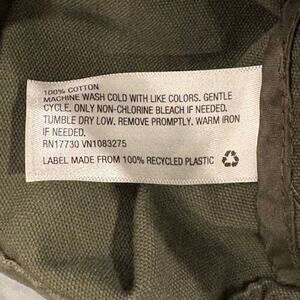 100% COTTON
MACHINE WASH COLD WITH LIKE COLORS. GENTLE
CYCLE. ONLY NON-CHLORINE BLEACH IF NEEDED.
TUMBLE DRY LOW. REMOVE PROMPTLY. WARM IRON
IF NEEDED.
RN17730 VN1083275
LABEL MADE FROM 100% RECYCLED PLASTIC